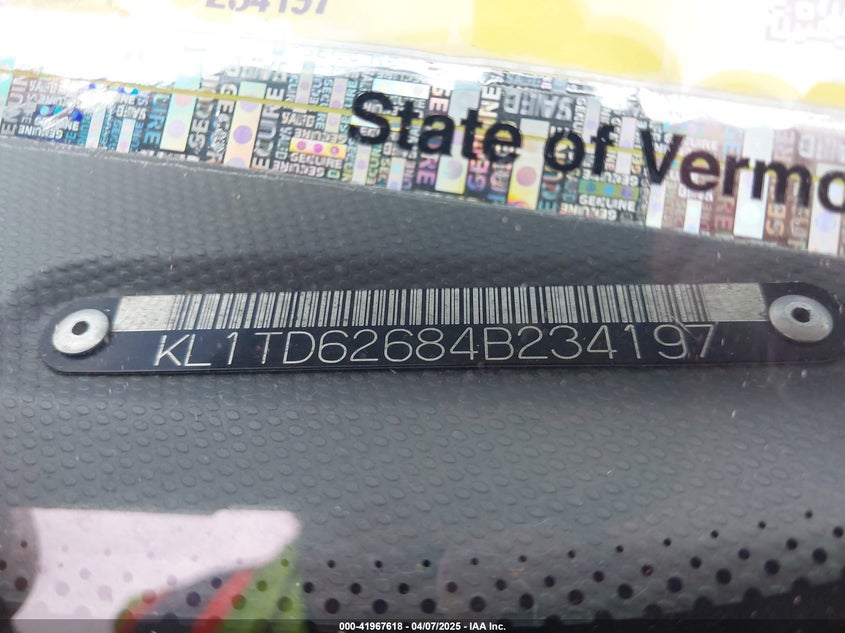 234197
State of Vermo
KL1TD62684B234197
000-41967618 - 04/07/2025 - IAA Inc.